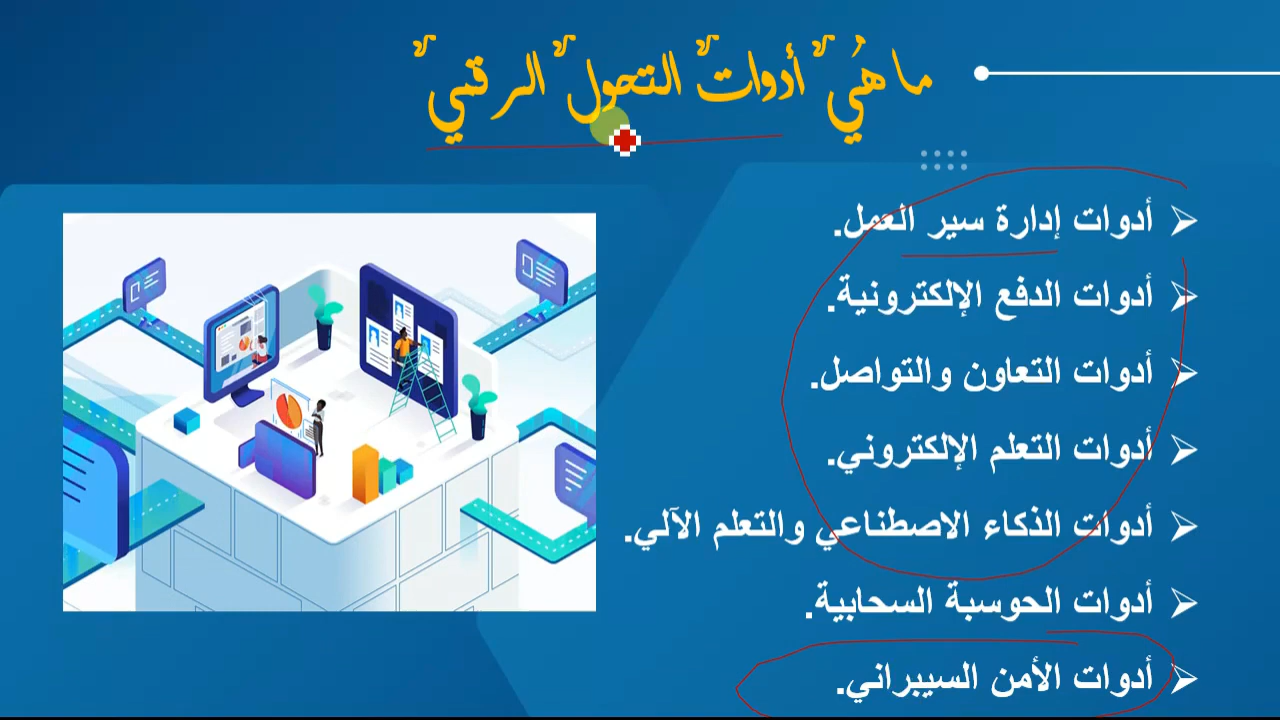 ما هي أدوات التحول الرقمي
أدوات إدارة سير العمل.
أدوات الدفع الإلكترونية.
أدوات التعاون والتواصل.
أدوات التعلم الإلكتروني.
أدوات الذكاء الاصطناعي والتعلم الآلي.
أدوات الحوسبة السحابية.
أدوات الأمن السيبراني.